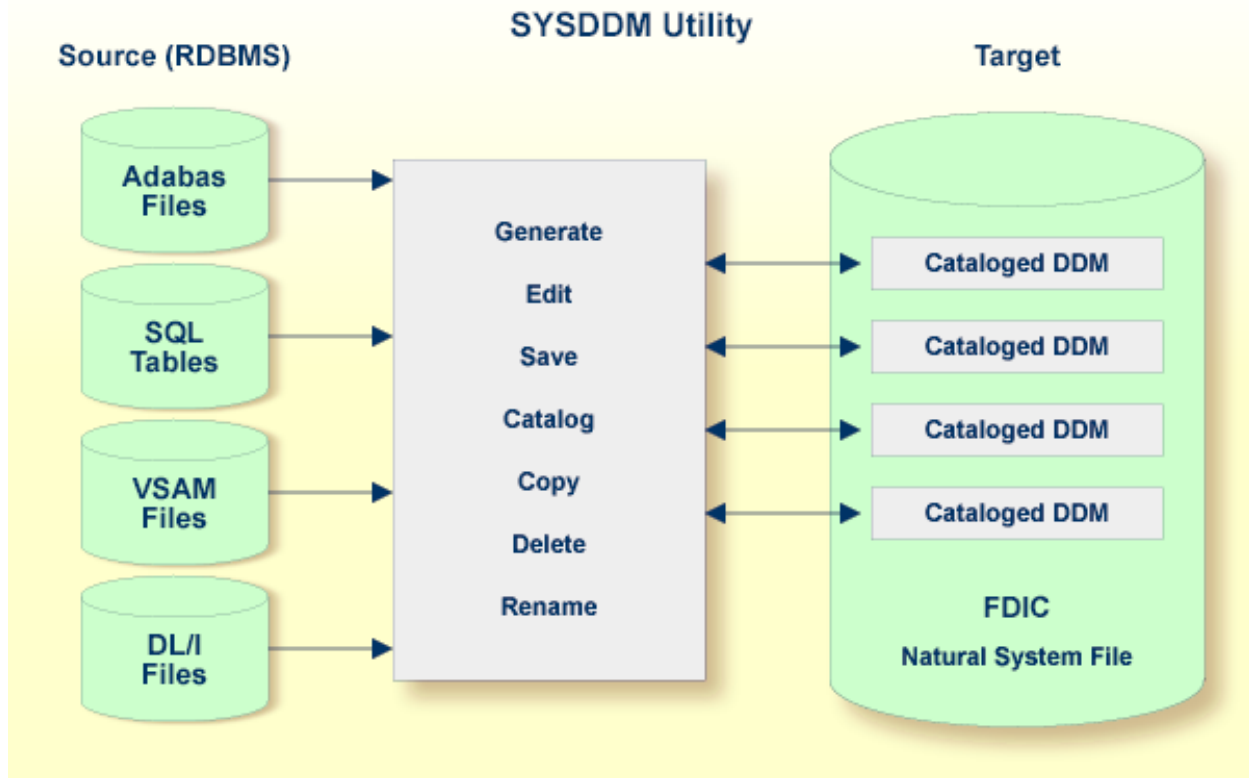 SYSDDM Utility
Source (RDBMS)
Target
Adabas
Files
SQL
Tables
VSAM
Files
DL/I
Files
Generate
Edit
Save
Catalog
Copy
Delete
Rename
Cataloged DDM
Cataloged DDM
Cataloged DDM
Cataloged DDM
FDIC
Natural System File